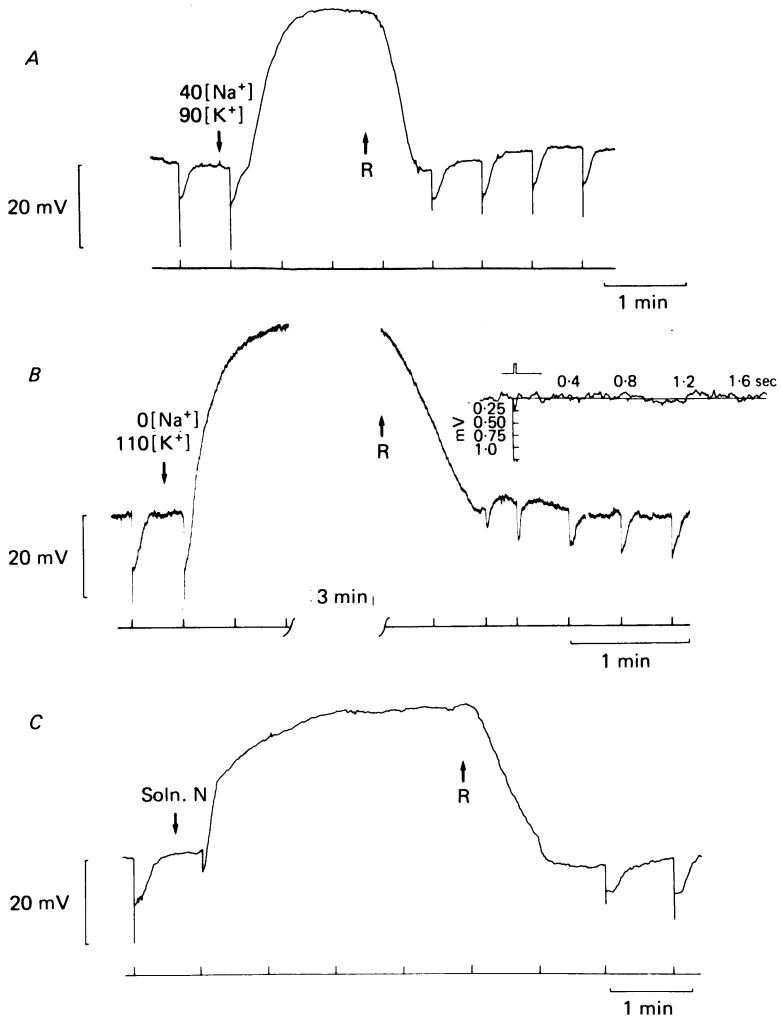 A
40[Na⁺]
90[K⁺]
R
20 mV
1 min
B
0[Na⁺]
110[K⁺]
R
0·4 0·8 1·2 1·6 sec
0·25
0·50
0·75
1·0
mV
20 mV
3 min
1 min
C
Soln. N
R
20 mV
1 min